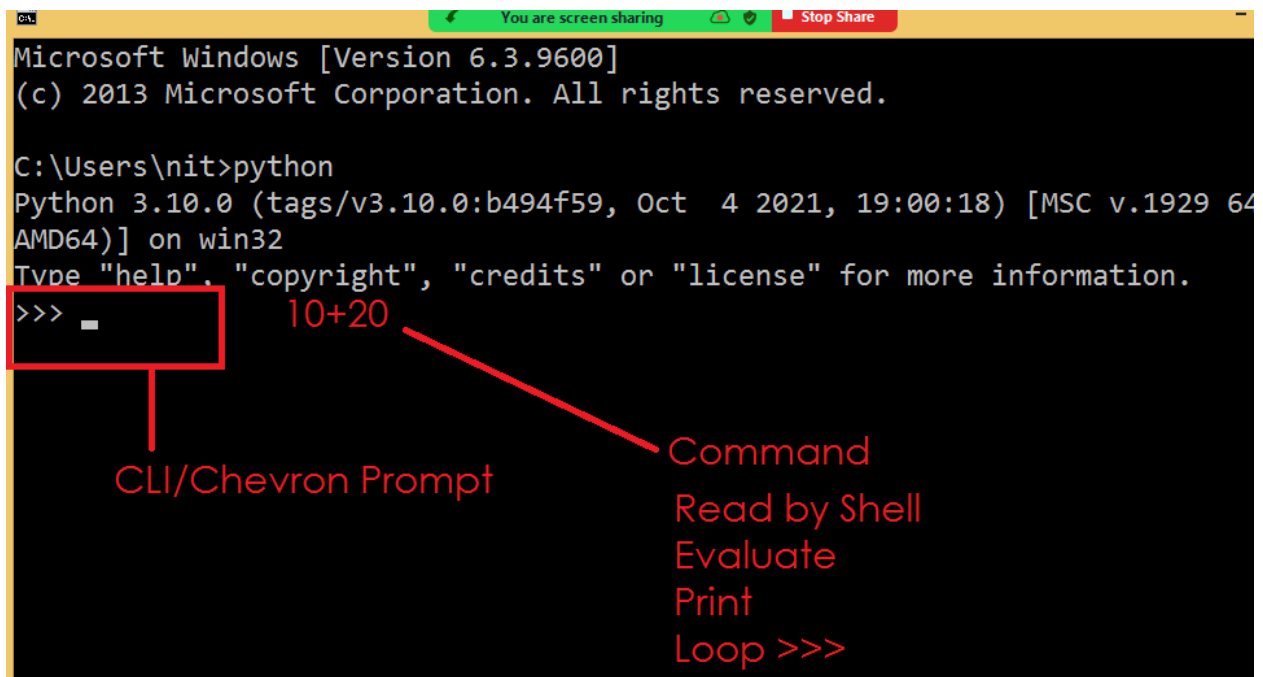 C:\.
You are screen sharing
Stop Share
Microsoft Windows [Version 6.3.9600]
(c) 2013 Microsoft Corporation. All rights reserved.
C:\Users\nit>python
Python 3.10.0 (tags/v3.10.0:b494f59, Oct  4 2021, 19:00:18) [MSC v.1929 64
AMD64)] on win32
Type "help", "copyright", "credits" or "license" for more information.
>>> _ 10+20
CLI/Chevron Prompt
Command
Read by Shell
Evaluate
Print
Loop >>>